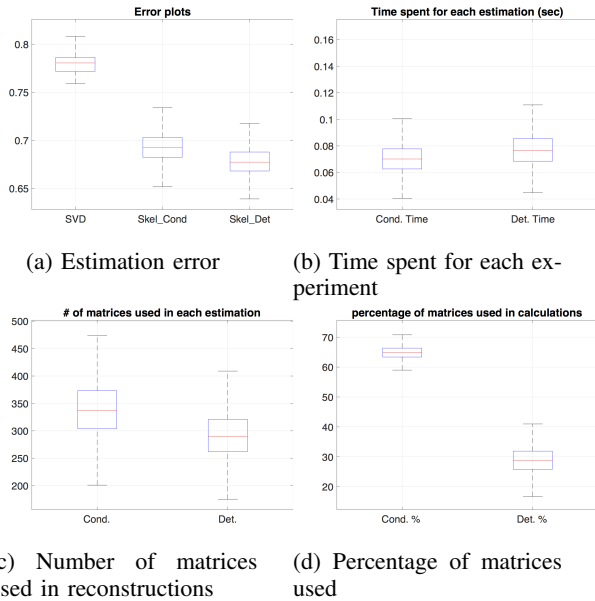 Error plots
0.8
0.75
0.7
0.65
SVD Skel_Cond Skel_Det
(a) Estimation error
Time spent for each estimation (sec)
0.16
0.14
0.12
0.1
0.08
0.06
0.04
Cond. Time Det. Time
(b) Time spent for each ex-
periment
# of matrices used in each estimation
500
450
400
350
300
250
200
Cond. Det.
c) Number of matrices
sed in reconstructions
percentage of matrices used in calculations
70
60
50
40
30
20
Cond. % Det. %
(d) Percentage of matrices
used